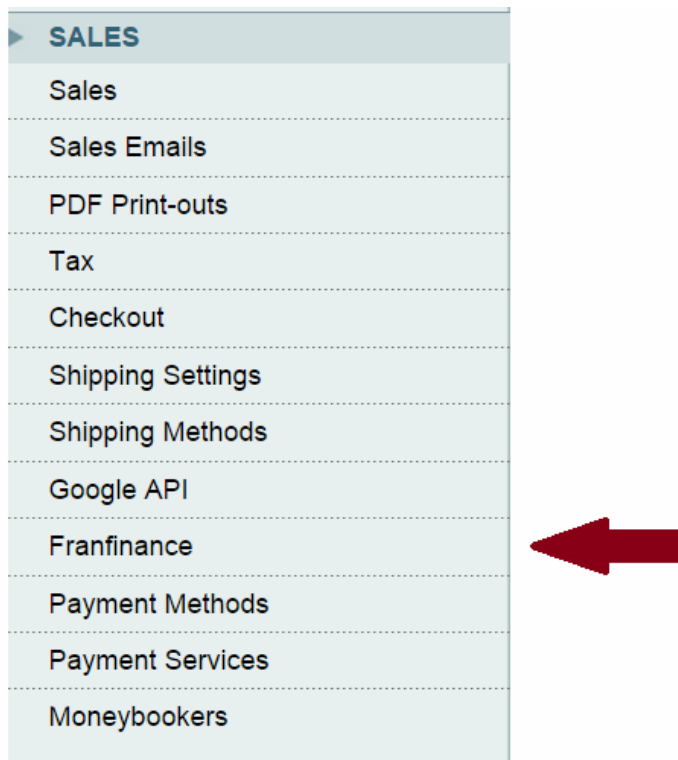 SALES
Sales
Sales Emails
PDF Print-outs
Tax
Checkout
Shipping Settings
Shipping Methods
Google API
Franfinance
Payment Methods
Payment Services
Moneybookers